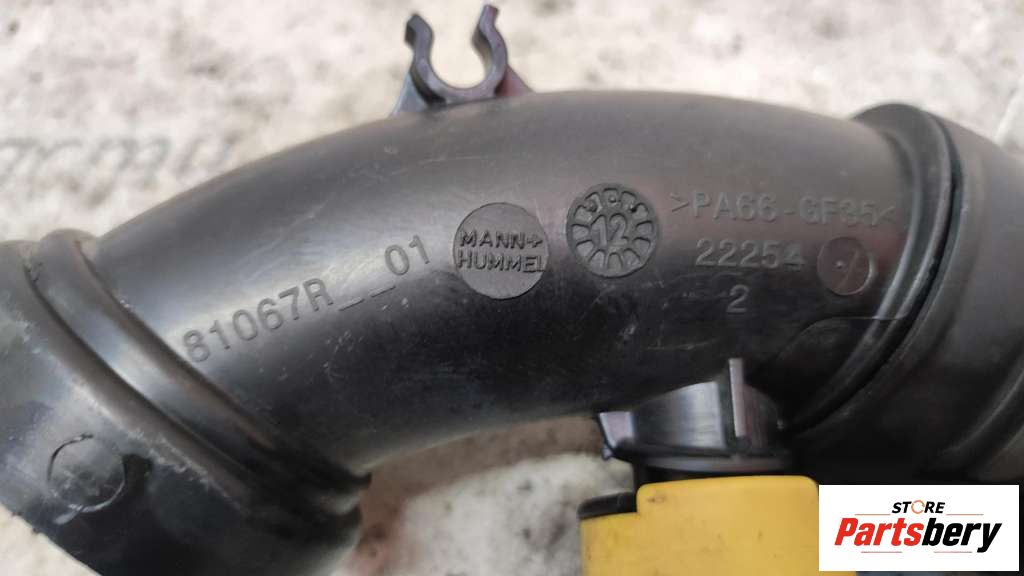 81067R__01
MANN+
HUMMEL
12
>PA66-GF35<
22254
2
STORE
Partsbery